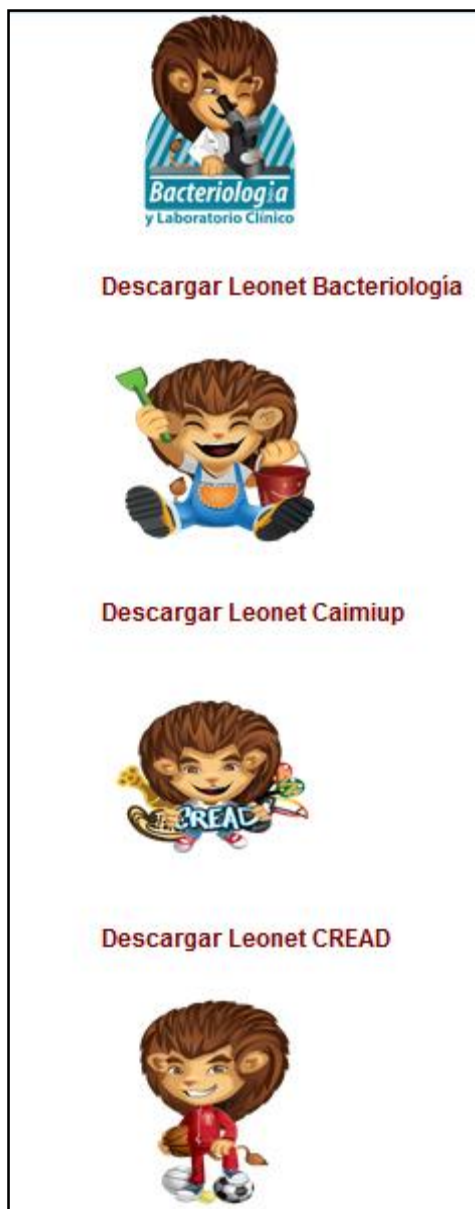 Bacteriología
y Laboratorio Clínico
Descargar Leonet Bacteriología
Descargar Leonet Caimiup
CREAD
Descargar Leonet CREAD